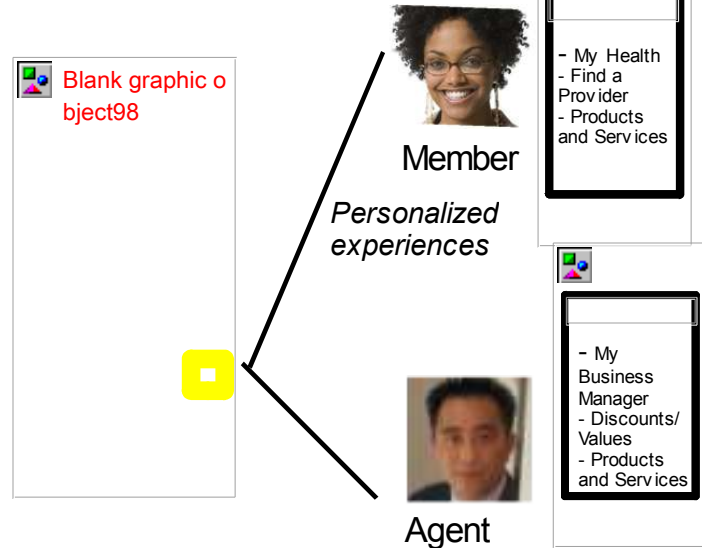 Blank graphic o
bject98
Member
Personalized
experiences
- My Health
- Find a
Provider
- Products
and Services
- My
Business
Manager
- Discounts/
Values
- Products
and Services
Agent